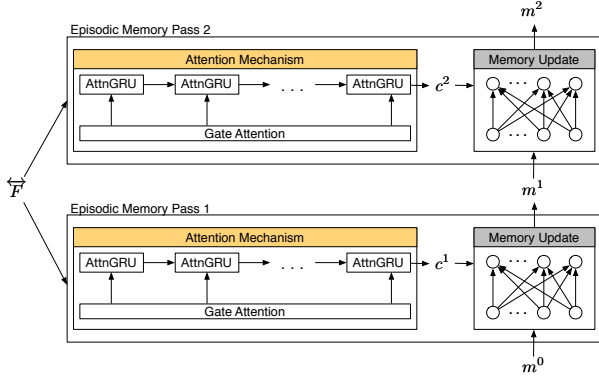 m²
Episodic Memory Pass 2
Attention Mechanism
Memory Update
AttnGRU AttnGRU . . . AttnGRU c² . . .
Gate Attention
. . .
F⃡
m¹
Episodic Memory Pass 1
Attention Mechanism
Memory Update
AttnGRU AttnGRU . . . AttnGRU c¹ . . .
Gate Attention
. . .
m⁰